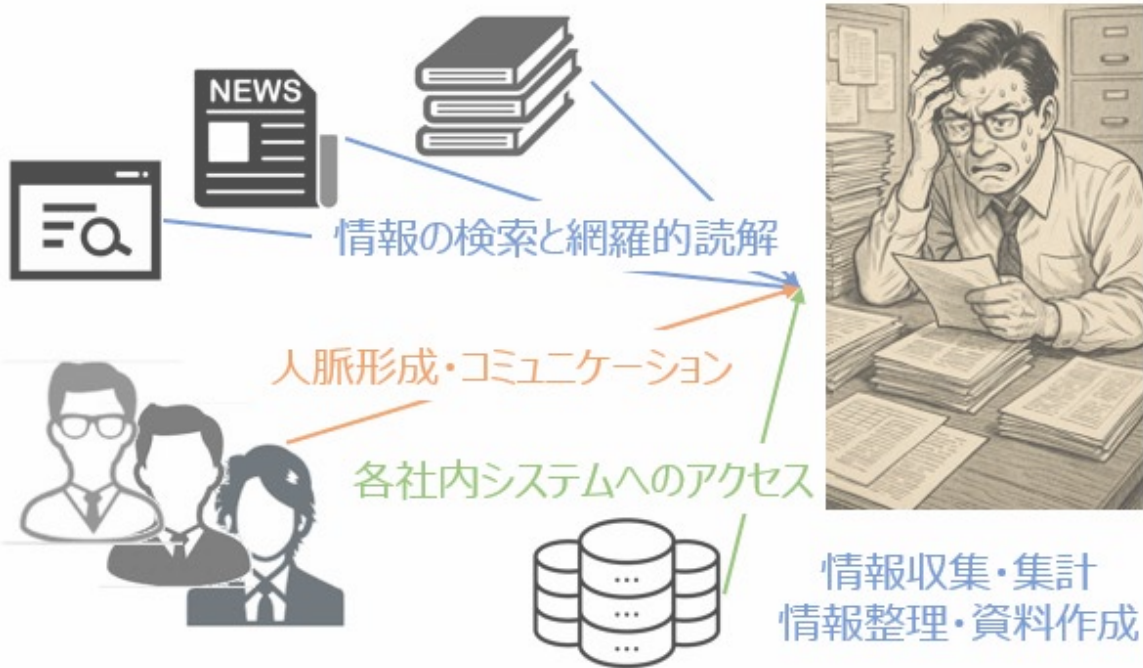 NEWS
情報の検索と網羅的読解
人脈形成・コミュニケーション
各社内システムへのアクセス
情報収集・集計
情報整理・資料作成